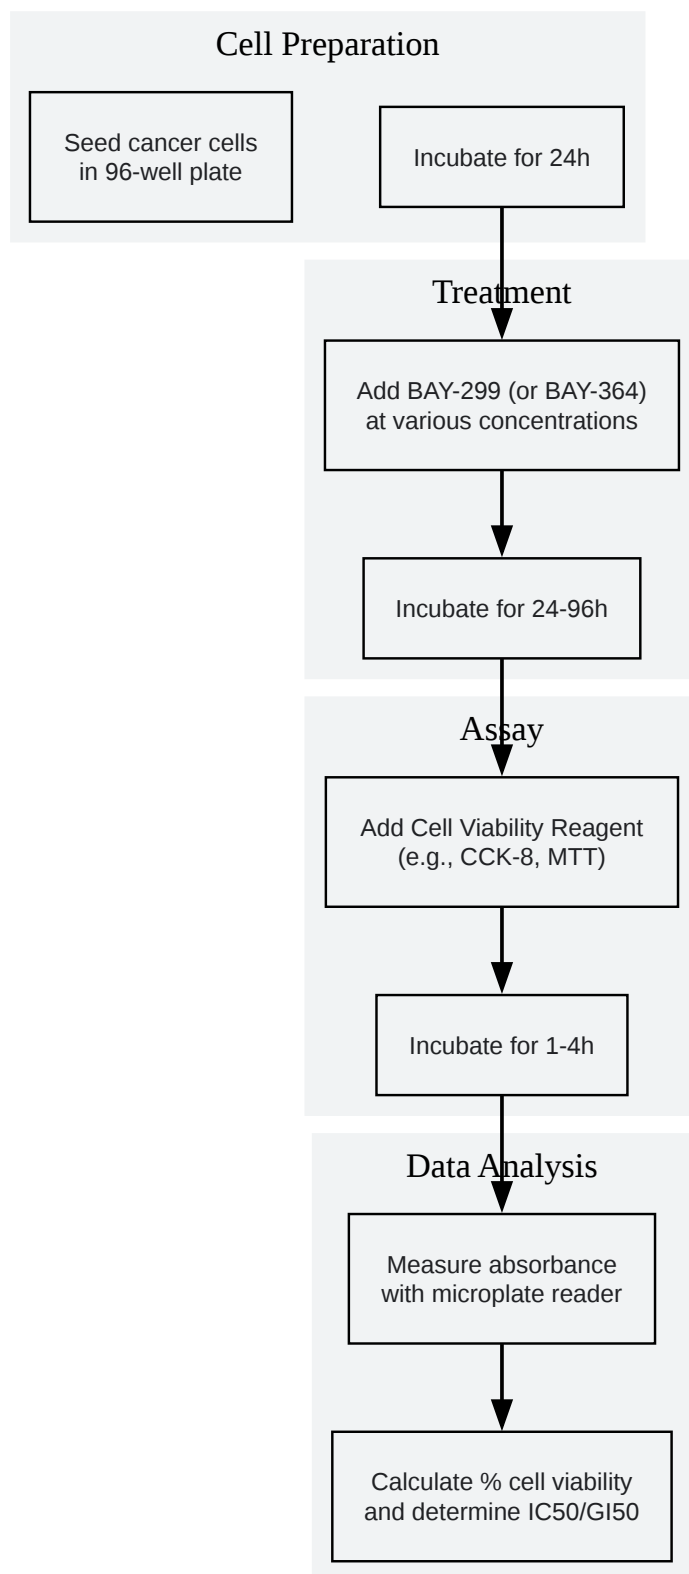 Cell Preparation
Seed cancer cells
in 96-well plate
Incubate for 24h
Treatment
Add BAY-299 (or BAY-364)
at various concentrations
Incubate for 24-96h
Assay
Add Cell Viability Reagent
(e.g., CCK-8, MTT)
Incubate for 1-4h
Data Analysis
Measure absorbance
with microplate reader
Calculate % cell viability
and determine IC50/GI50